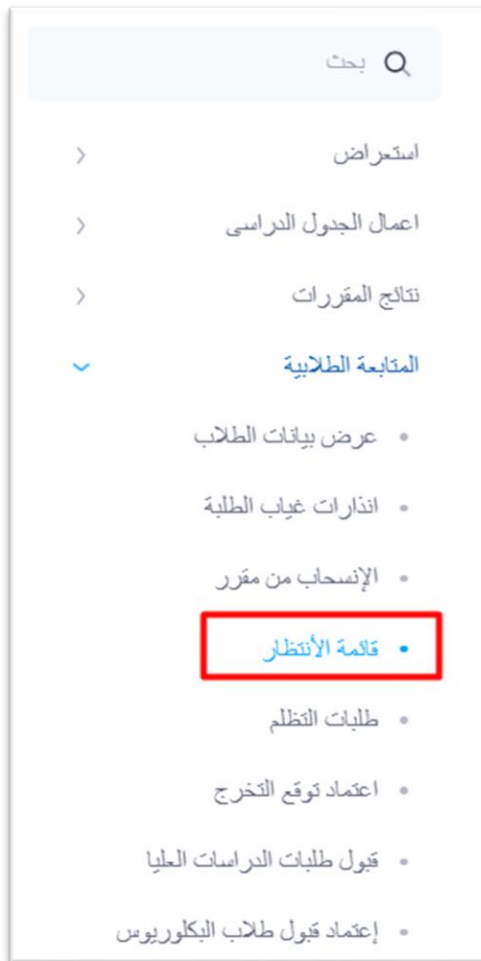 بحث
استعراض
اعمال الجدول الدراسى
نتائج المقررات
المتابعة الطلابية
عرض بيانات الطلاب
انذارات غياب الطلبة
الإنسحاب من مقرر
قائمة الأنتظار
طلبات التظلم
اعتماد توقع التخرج
قبول طلبات الدراسات العليا
إعتماد قبول طلاب البكلوريوس